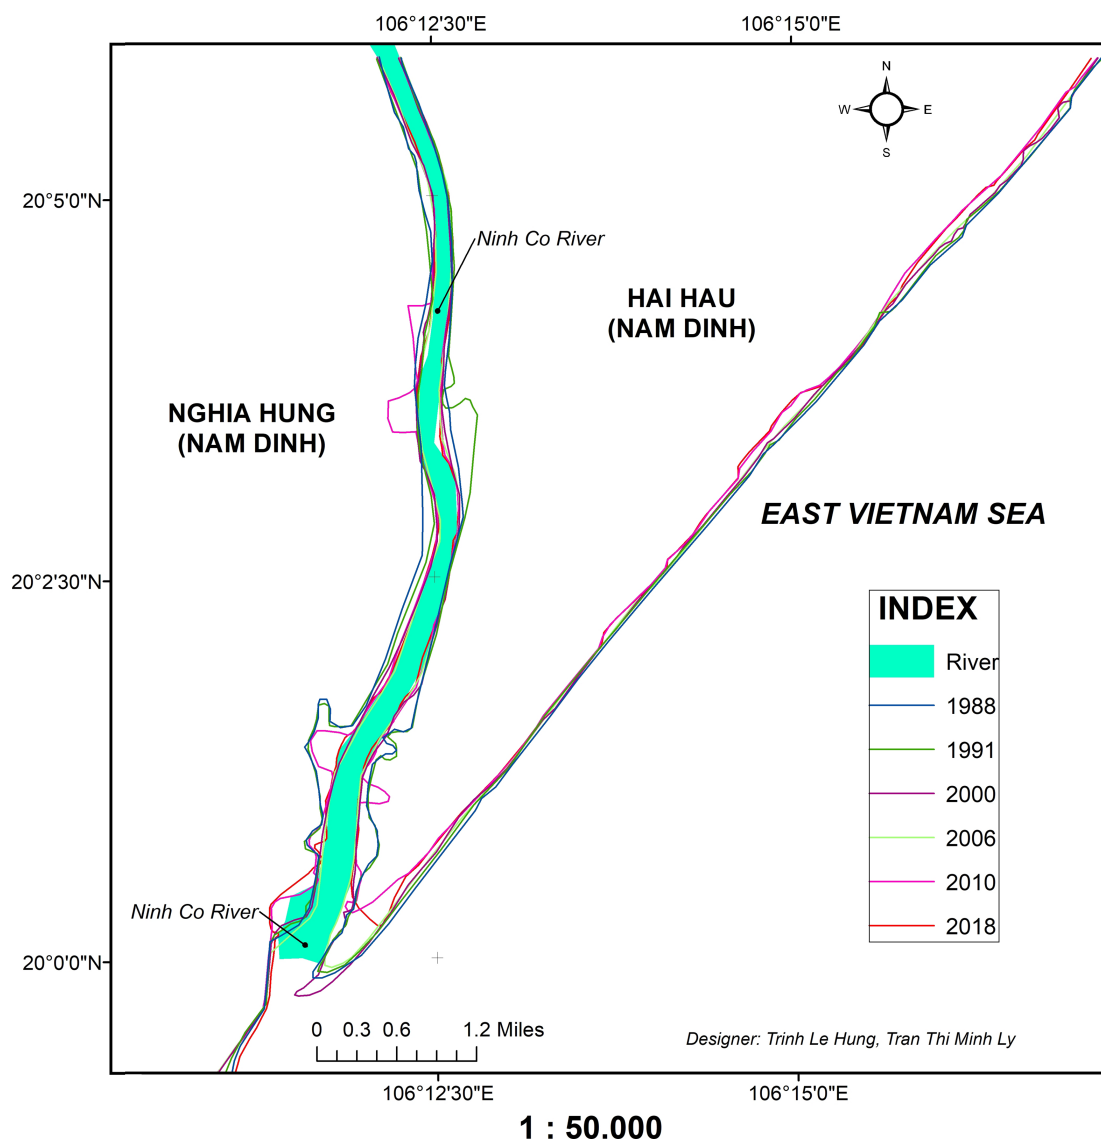 106°12'30"E
106°15'0"E
N
W
E
S
20°5'0"N
Ninh Co River
HAI HAU
(NAM DINH)
NGHIA HUNG
(NAM DINH)
EAST VIETNAM SEA
20°2'30"N
INDEX
River
1988
1991
2000
2006
2010
2018
Ninh Co River
20°0'0"N
0 0.3 0.6 1.2 Miles
Designer: Trinh Le Hung, Tran Thi Minh Ly
106°12'30"E
106°15'0"E
1 : 50.000